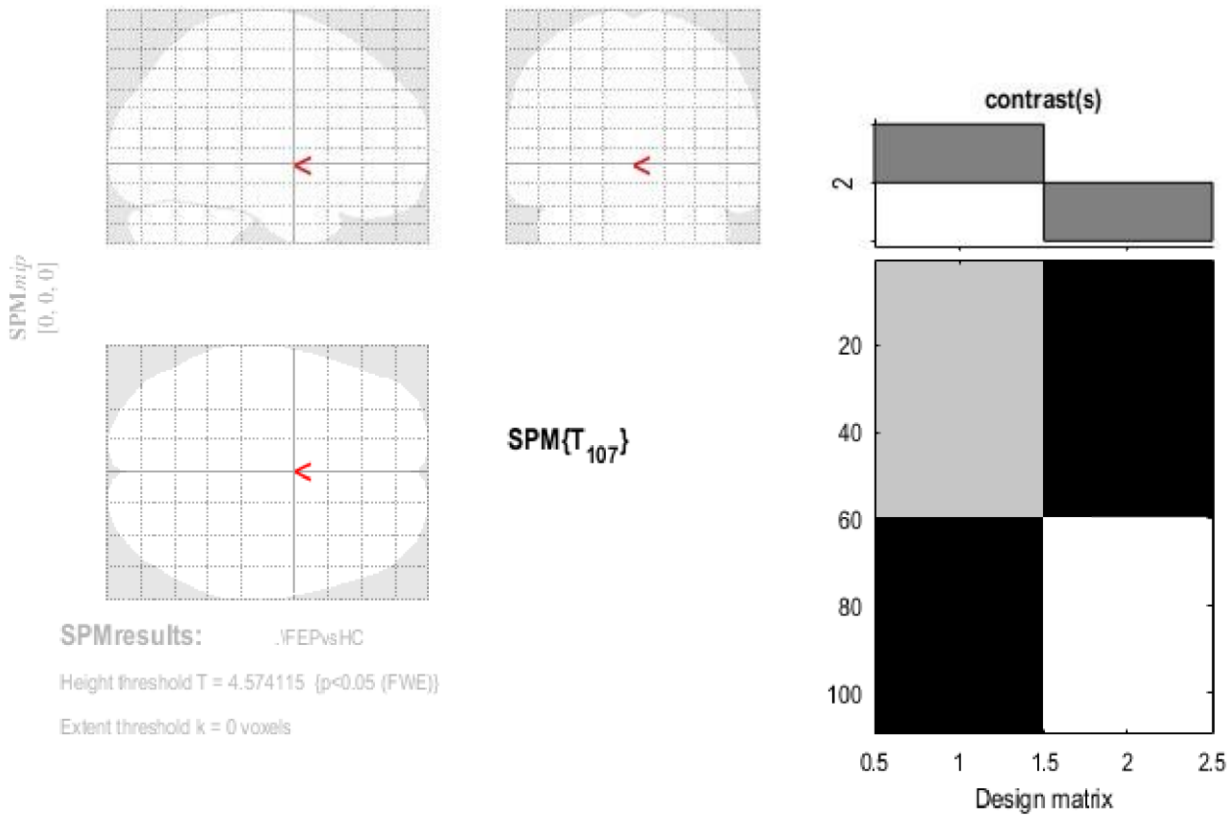 contrast(s)
2
SPMmip
[0, 0, 0]
<
<
<
SPM{T107}
20
40
60
80
100
0.5 1 1.5 2 2.5
Design matrix
SPMresults: .\FEPvsHC
Height threshold T = 4.574115 {p<0.05 (FWE)}
Extent threshold k = 0 voxels